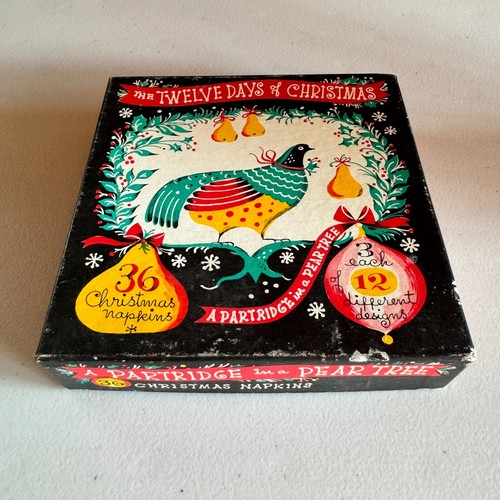 THE TWELVE DAYS of CHRISTMAS
36
Christmas
napkins
A PARTRIDGE in a PEAR TREE
3
each
of 12
different
designs
A PARTRIDGE in a PEAR TREE
36 CHRISTMAS NAPKINS